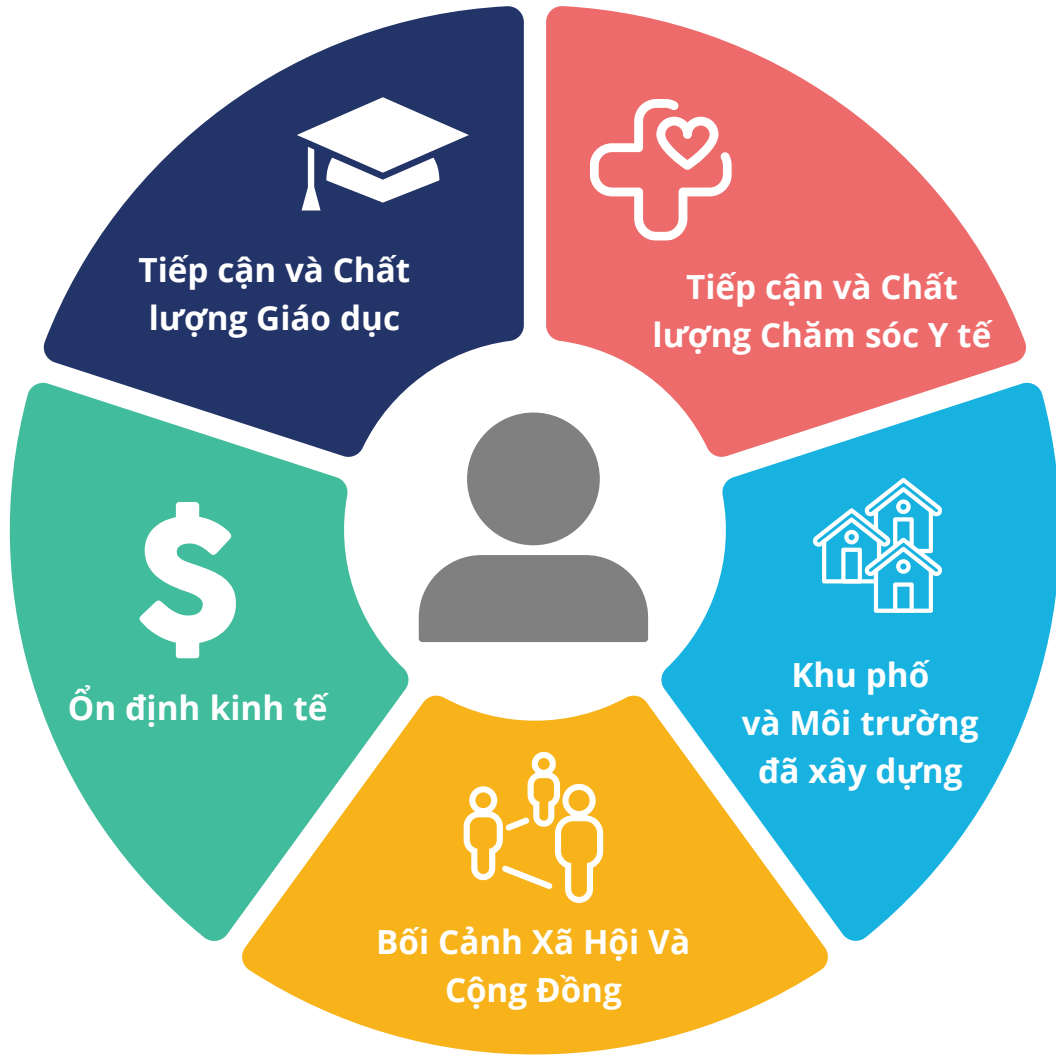 Tiếp cận và Chất
lượng Giáo dục
Tiếp cận và Chất
lượng Chăm sóc Y tế
Ổn định kinh tế
Khu phố
và Môi trường
đã xây dựng
Bối Cảnh Xã Hội Và
Cộng Đồng